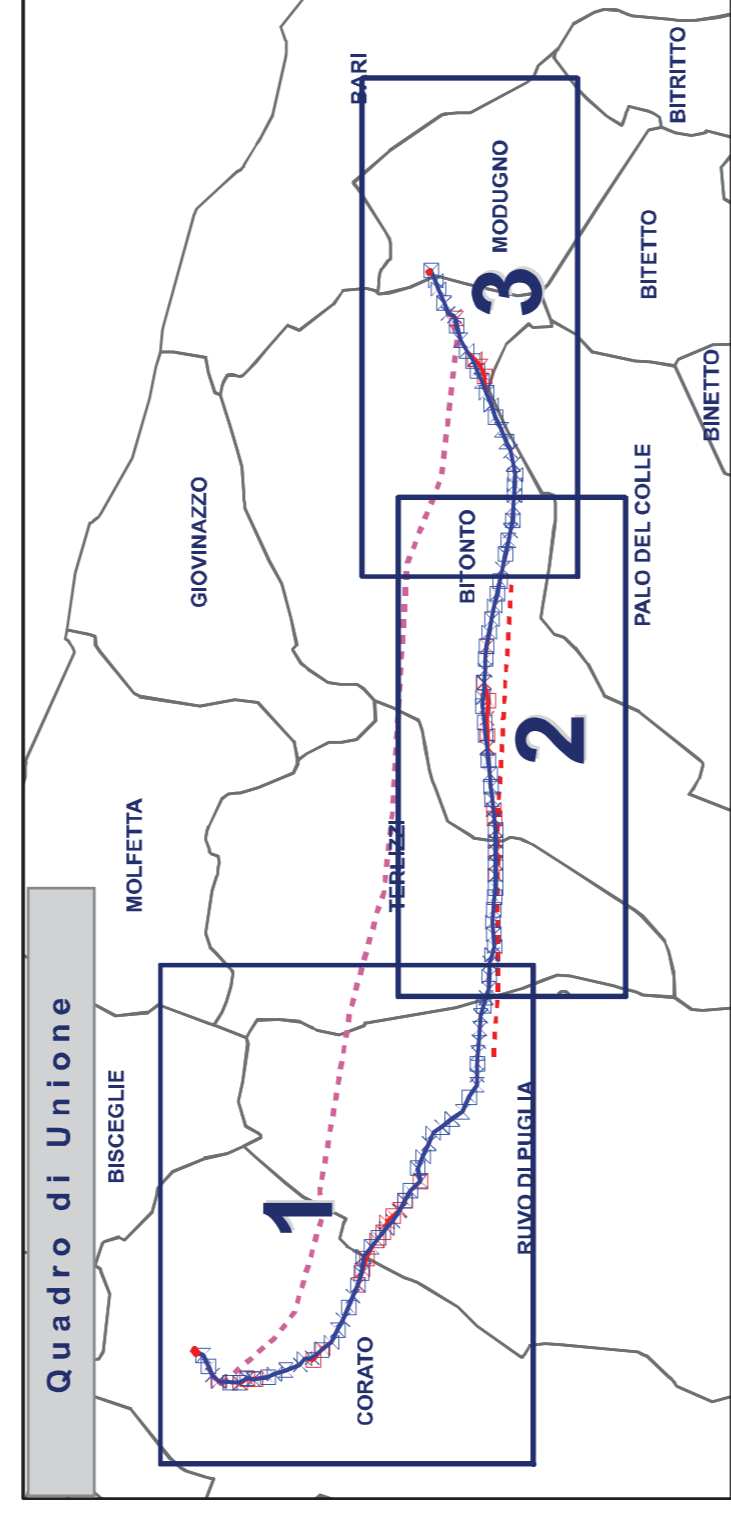 Quadro di Unione
BISCEGLIE
MOLFETTA
GIOVINAZZO
BARI
1
TERLIZZI
CORATO
BITONTO
MODUGNO
3
2
RUVO DI PUGLIA
PALO DEL COLLE
BITETTO
BITRITTO
BINETTO